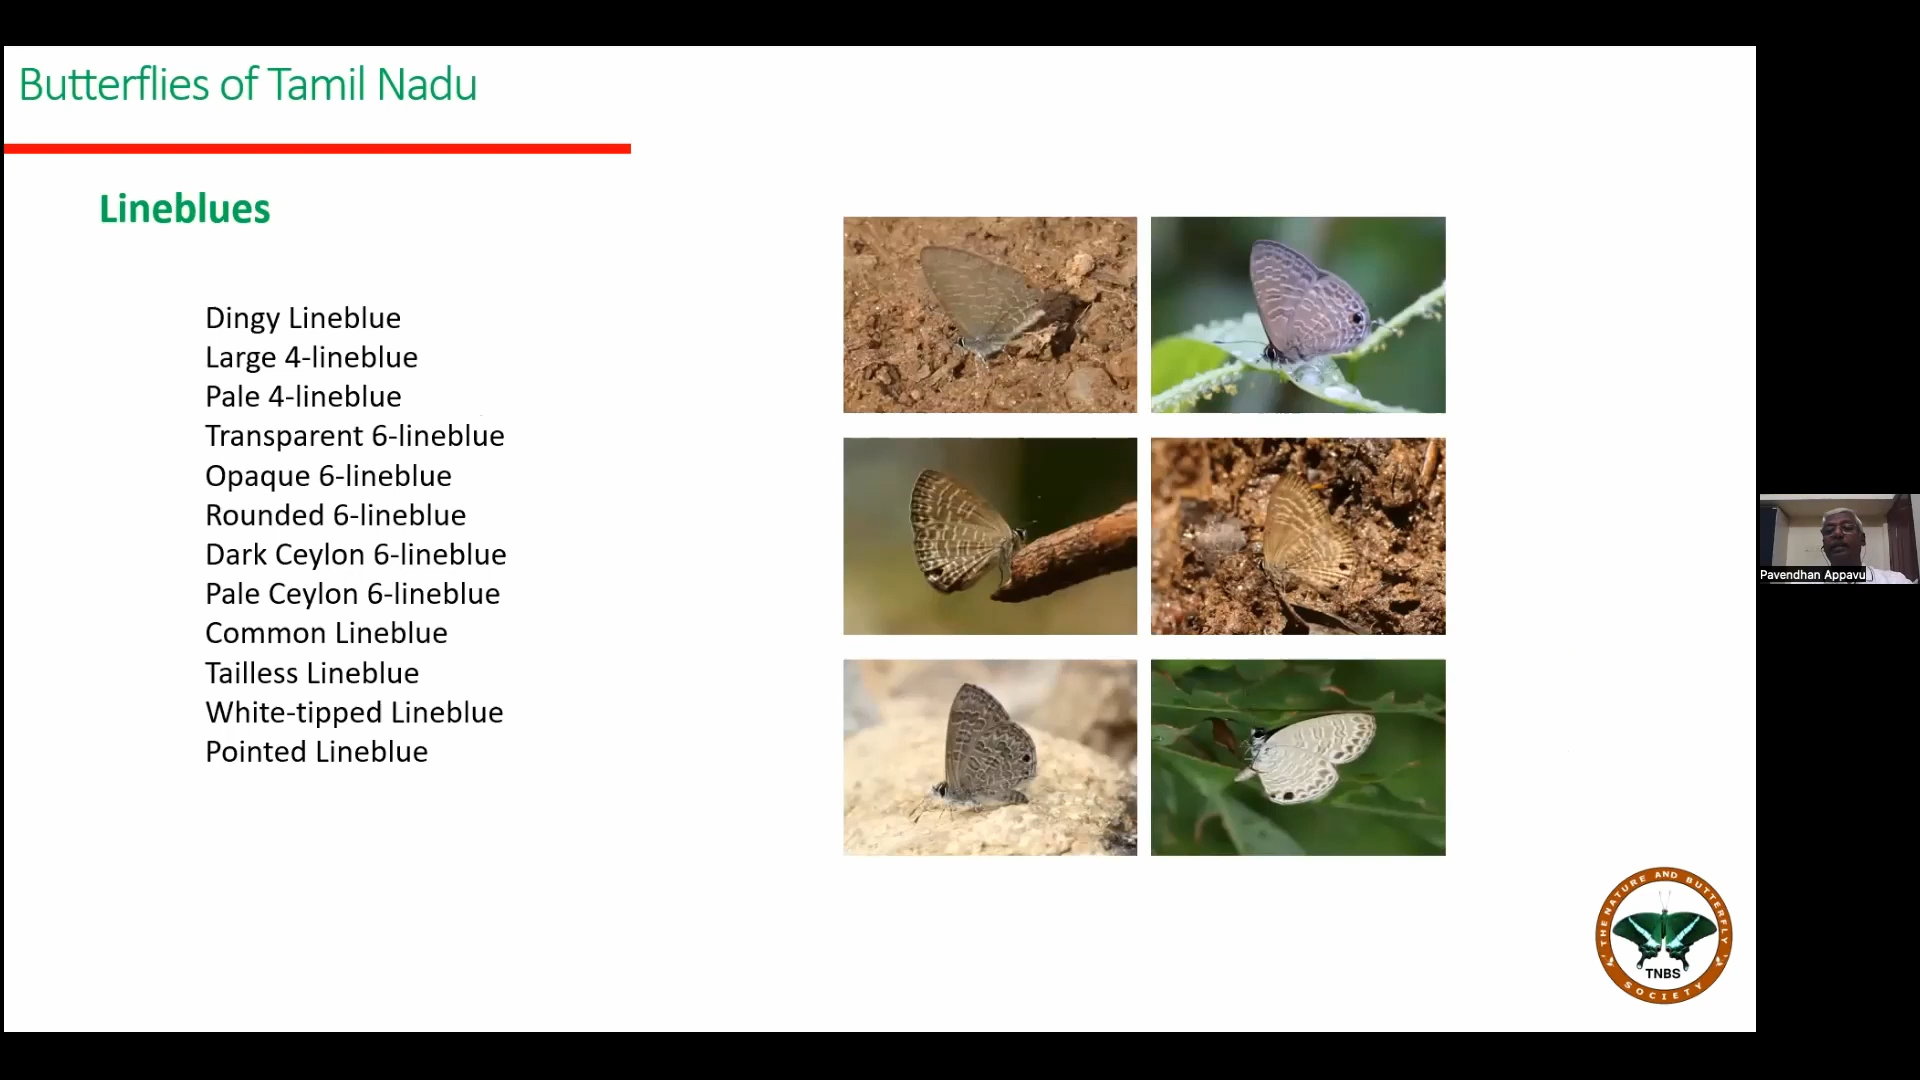 Butterflies of Tamil Nadu
Lineblues
Dingy Lineblue
Large 4-lineblue
Pale 4-lineblue
Transparent 6-lineblue
Opaque 6-lineblue
Rounded 6-lineblue
Dark Ceylon 6-lineblue
Pale Ceylon 6-lineblue
Common Lineblue
Tailless Lineblue
White-tipped Lineblue
Pointed Lineblue
Pavendhan Appavu
THE NATURE AND BUTTERFLY
TNBS
SOCIETY